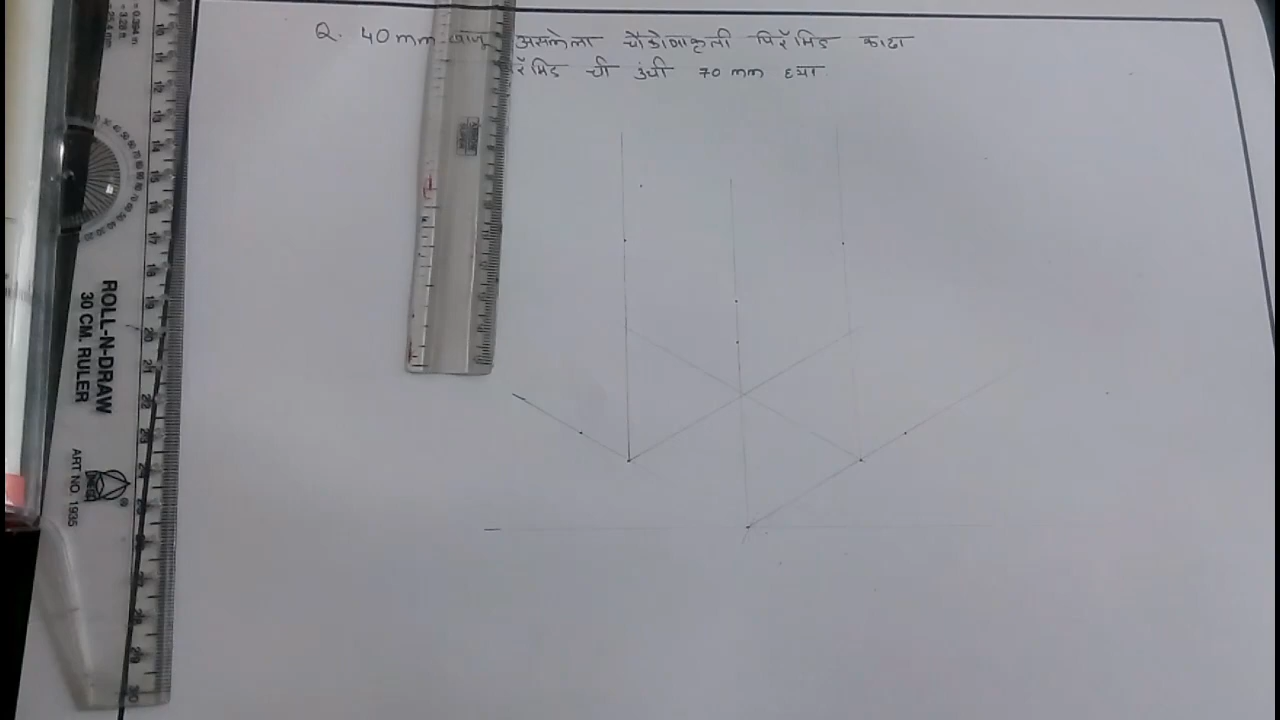 Q. 40 mm बाजू असलेला चौकोनाकृती पिरॅमिड काढा
रॅमिड ची उंची 70 mm घ्या.
ROLL-N-DRAW
30 CM. RULER
ART NO. 1935